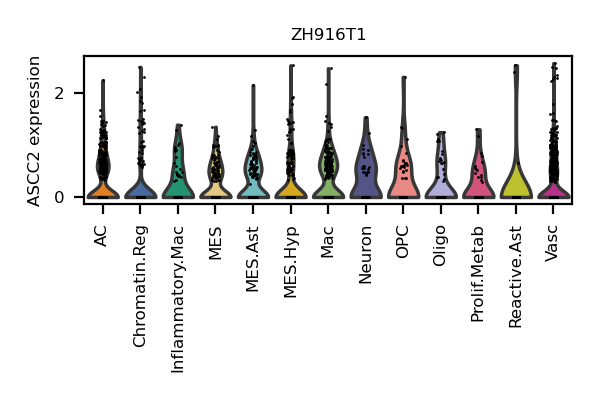 ZH916T1
ASCC2 expression
2
0
AC
Chromatin.Reg
Inflammatory.Mac
MES
MES.Ast
MES.Hyp
Mac
Neuron
OPC
Oligo
Prolif.Metab
Reactive.Ast
Vasc